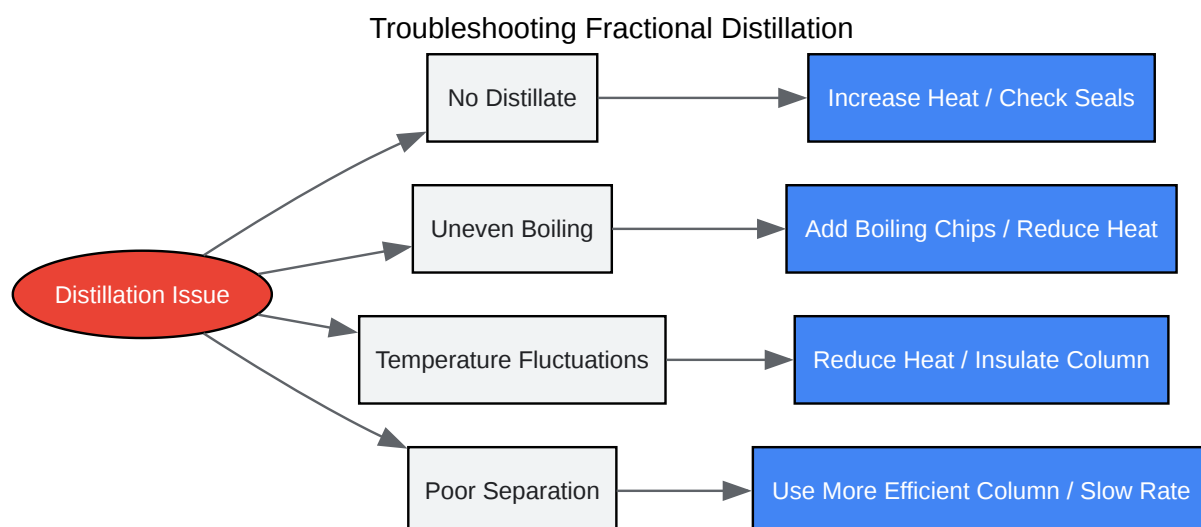 Troubleshooting Fractional Distillation
No Distillate
Increase Heat / Check Seals
Uneven Boiling
Add Boiling Chips / Reduce Heat
Distillation Issue
Temperature Fluctuations
Reduce Heat / Insulate Column
Poor Separation
Use More Efficient Column / Slow Rate